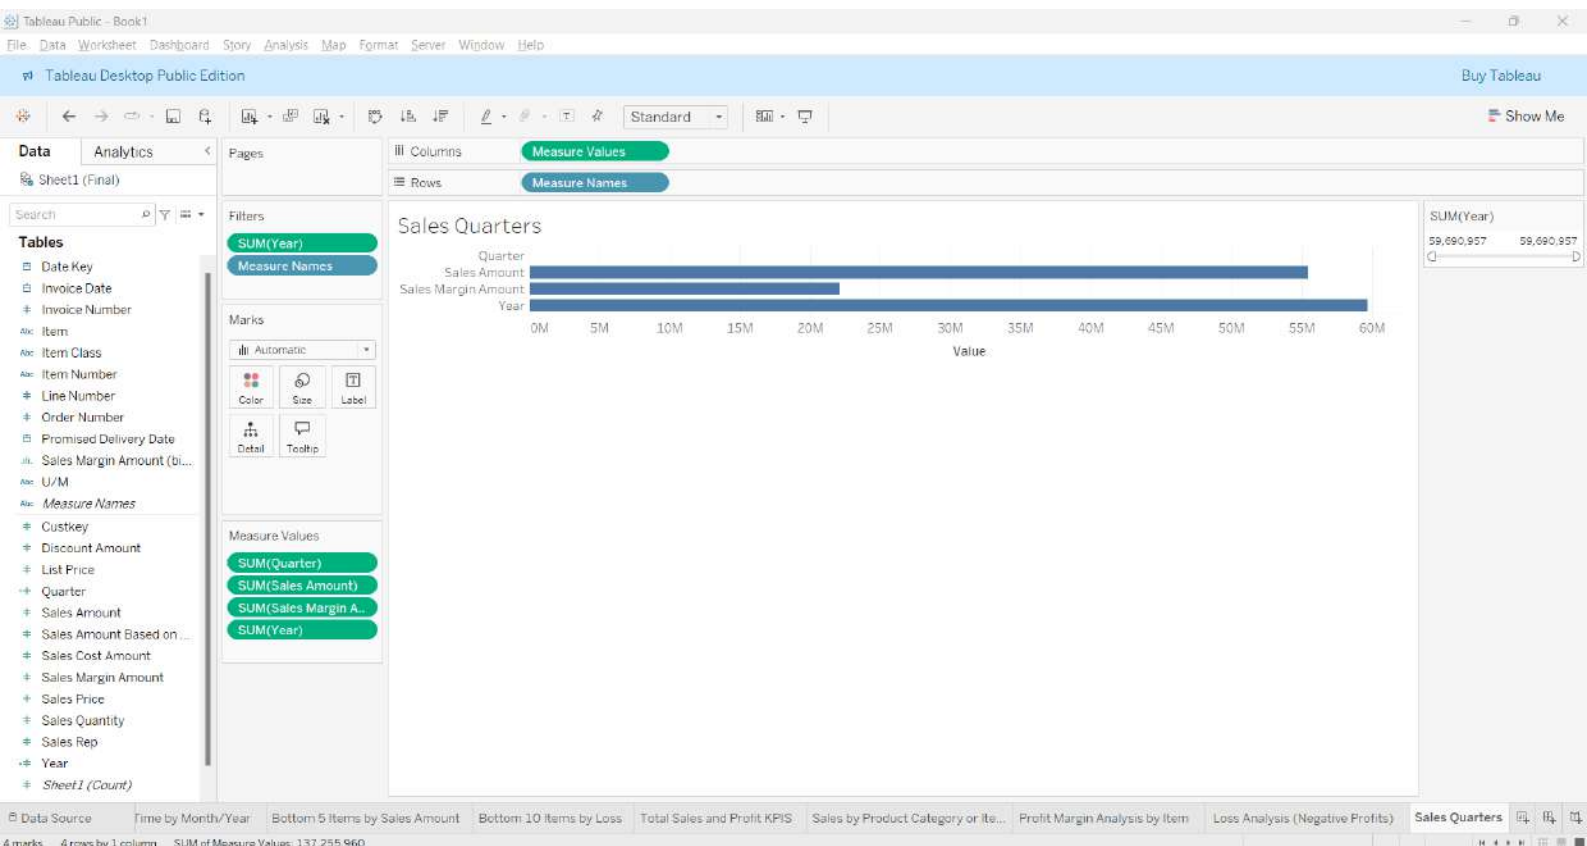 Tableau Public - Book1
File Data Worksheet Dashboard Story Analysis Map Format Server Window Help
Tableau Desktop Public Edition
Buy Tableau
Standard
Show Me
Data Analytics
Sheet1 (Final)
Search
Tables
Date Key
Invoice Date
Invoice Number
Abc Item
Abc Item Class
Abc Item Number
Line Number
Order Number
Promised Delivery Date
Sales Margin Amount (bi...
Abc U/M
Abc Measure Names
Custkey
Discount Amount
List Price
Quarter
Sales Amount
Sales Amount Based on ...
Sales Cost Amount
Sales Margin Amount
Sales Price
Sales Quantity
Sales Rep
Year
Sheet1 (Count)
Pages
Filters
SUM(Year)
Measure Names
Marks
Automatic
Color Size Label
Detail Tooltip
Measure Values
SUM(Quarter)
SUM(Sales Amount)
SUM(Sales Margin A..
SUM(Year)
Columns Measure Values
Rows Measure Names
Sales Quarters
Quarter
Sales Amount
Sales Margin Amount
Year
0M 5M 10M 15M 20M 25M 30M 35M 40M 45M 50M 55M 60M
Value
SUM(Year)
59,690,957 59,690,957
Data Source Time by Month/Year Bottom 5 Items by Sales Amount Bottom 10 Items by Loss Total Sales and Profit KPIS Sales by Product Category or Ite... Profit Margin Analysis by Item Loss Analysis (Negative Profits) Sales Quarters
4 marks 4 rows by 1 column SUM of Measure Values: 137,255,960